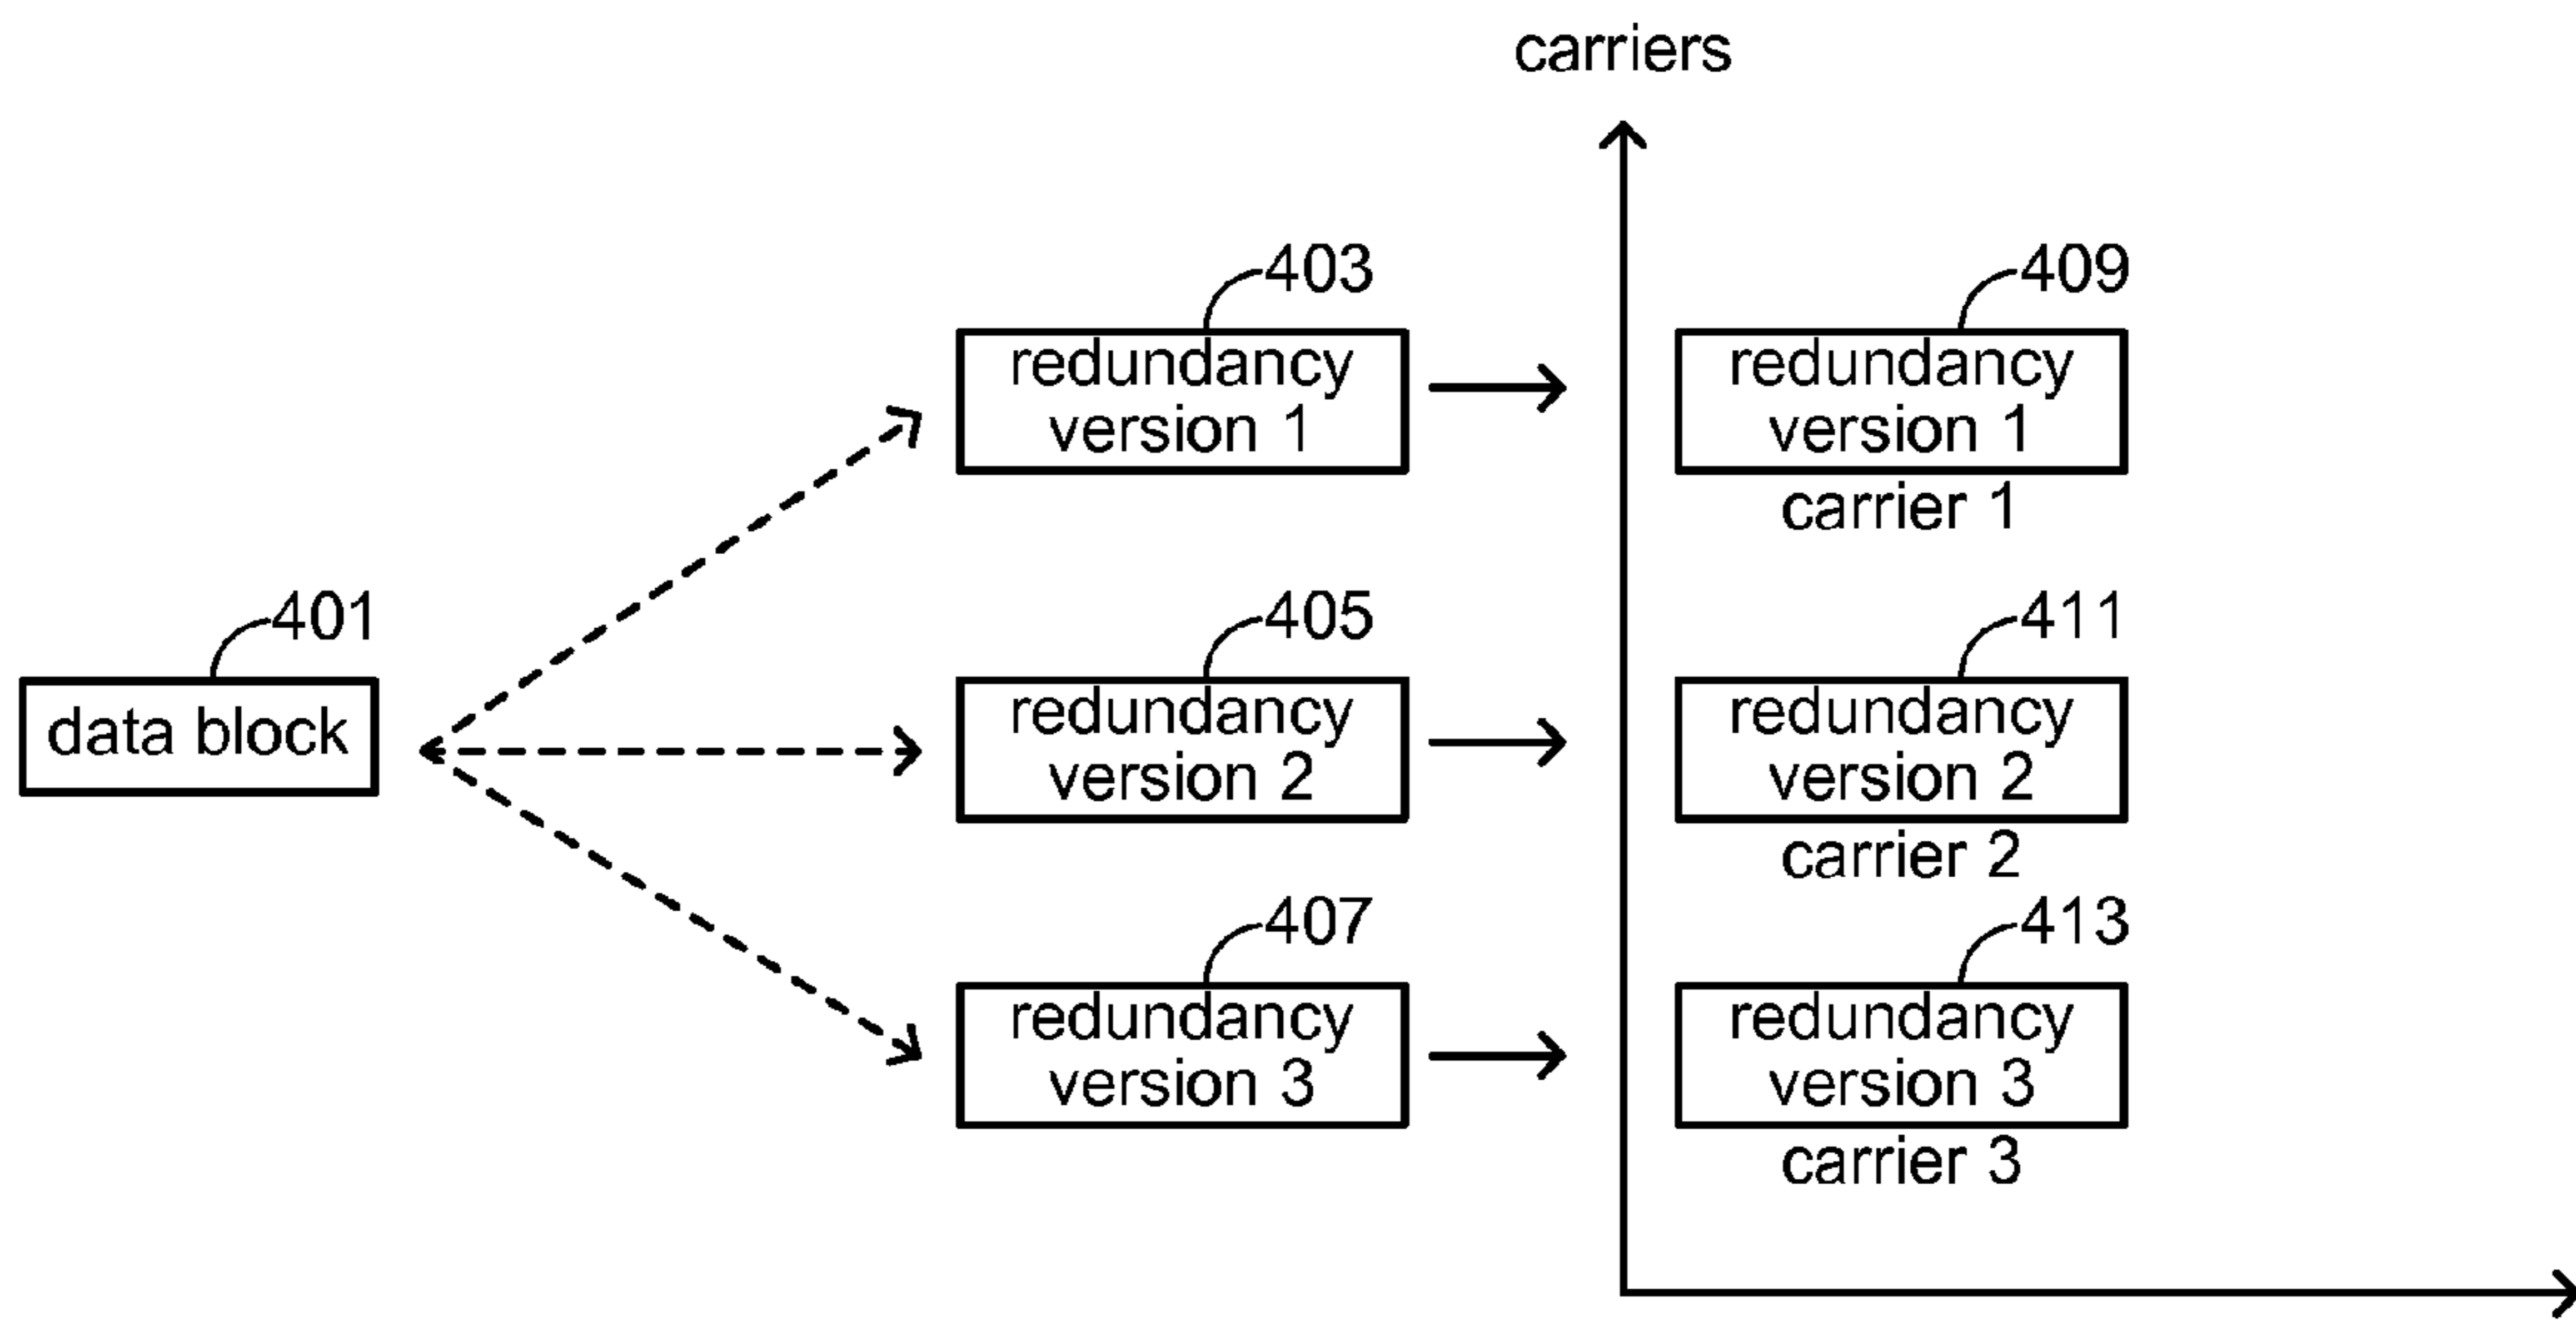 carriers
403
409
redundancy
version 1
redundancy
version 1
carrier 1
401
405
411
data block
redundancy
version 2
redundancy
version 2
carrier 2
407
413
redundancy
version 3
redundancy
version 3
carrier 3